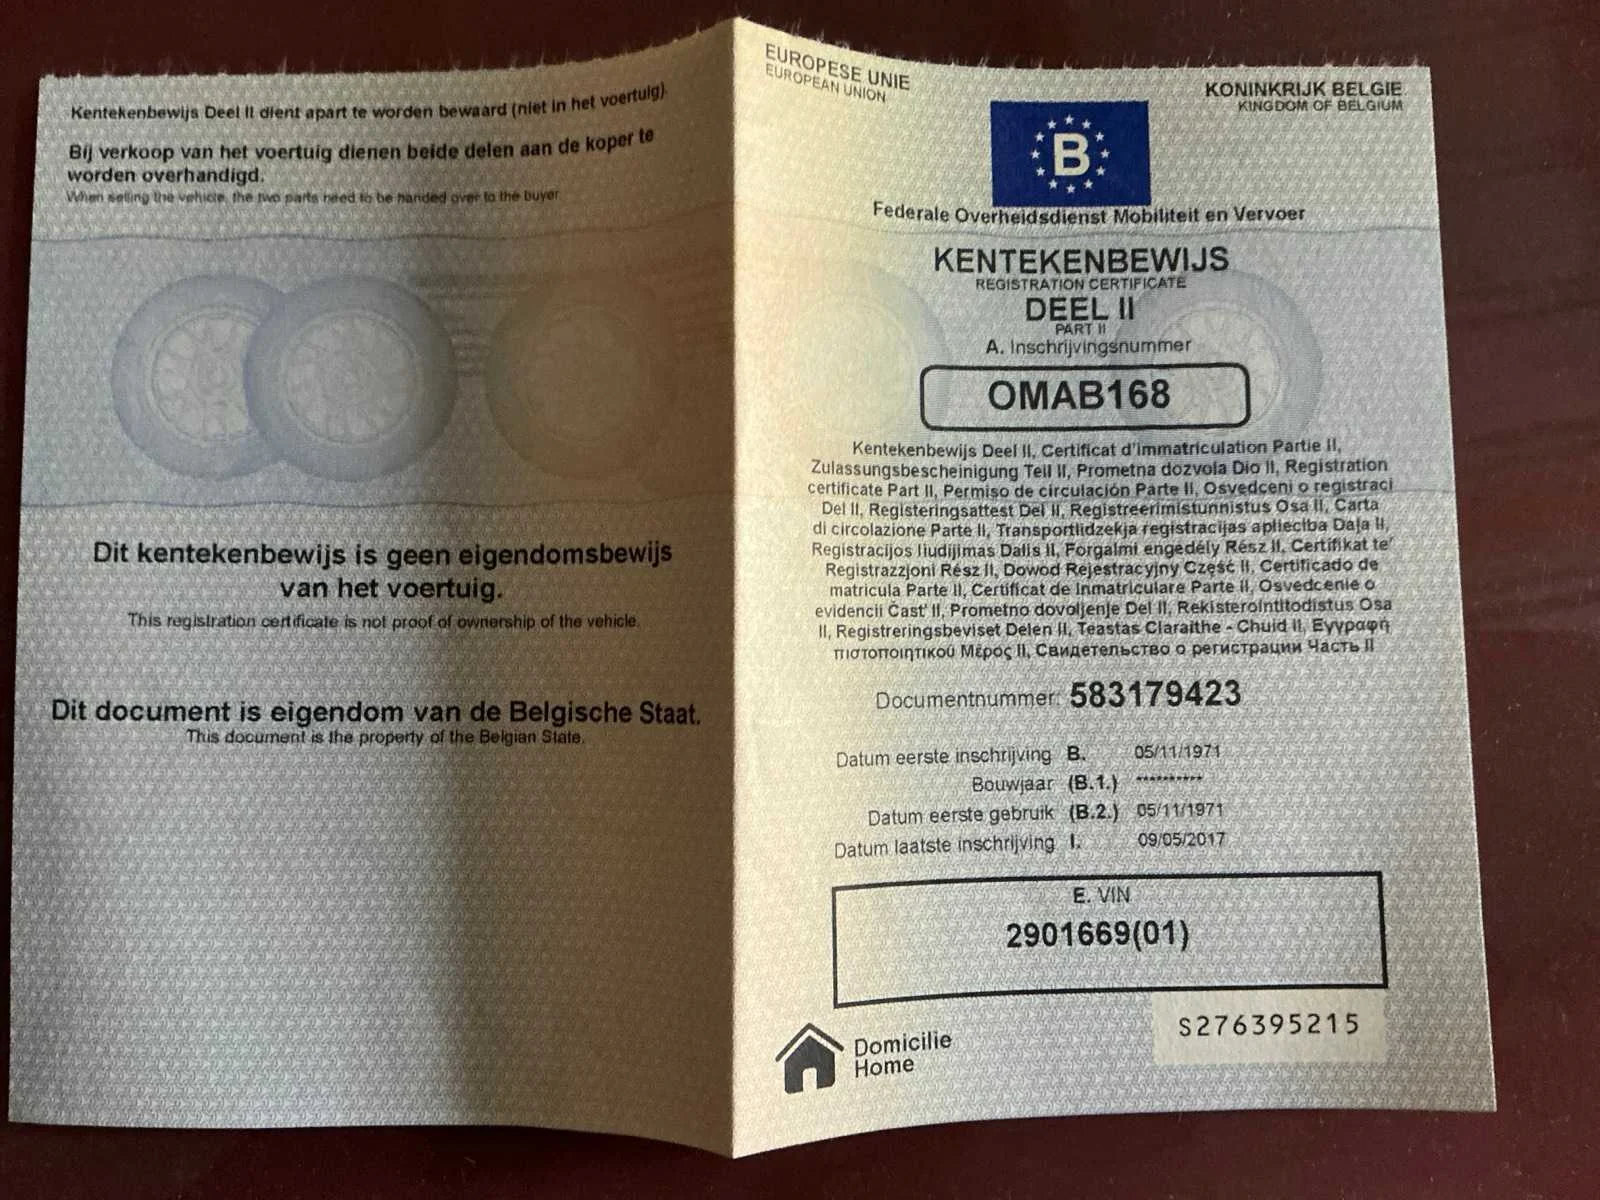 Kentekenbewijs Deel II dient apart te worden bewaard (niet in het voertuig).
Bij verkoop van het voertuig dienen beide delen aan de koper te
worden overhandigd.
When selling the vehicle, the two parts need to be handed over to the buyer
Dit kentekenbewijs is geen eigendomsbewijs
van het voertuig.
This registration certificate is not proof of ownership of the vehicle.
Dit document is eigendom van de Belgische Staat.
This document is the property of the Belgian State.
EUROPESE UNIE
EUROPEAN UNION
KONINKRIJK BELGIE
KINGDOM OF BELGIUM
B
Federale Overheidsdienst Mobiliteit en Vervoer
KENTEKENBEWIJS
REGISTRATION CERTIFICATE
DEEL II
PART II
A. Inschrijvingsnummer
OMAB168
Kentekenbewijs Deel II, Certificat d'immatriculation Partie II,
Zulassungsbescheinigung Teil II, Prometna dozvola Dio II, Registration
certificate Part II, Permiso de circulación Parte II, Osvedceni o registraci
Del II, Registeringsattest Del II, Registreerimistunnistus Osa II, Carta
di circolazione Parte II, Transportlidzekja registracijas aplieciba Daja II,
Registracijos liudijimas Dalis II, Forgalmi engedély Rész II, Certifikat te'
Registrazzjoni Rész II, Dowod Rejestracyjny Część II, Certificado de
matricula Parte II, Certificat de Inmatriculare Parte II, Osvedcenie o
evidencii Čast' II, Prometno dovoljenje Del II, Rekisterointitodistus Osa
II, Registreringsbeviset Delen II, Teastas Claraithe - Chuid II, Εγγραφή
πιστοποιητικού Μέρος II, Свидетельство о регистрации Часть II
Documentnummer: 583179423
Datum eerste inschrijving B. 05/11/1971
Bouwjaar (B.1.) **********
Datum eerste gebruik (B.2.) 05/11/1971
Datum laatste inschrijving I. 09/05/2017
E. VIN
2901669(01)
S276395215
Domicilie
Home